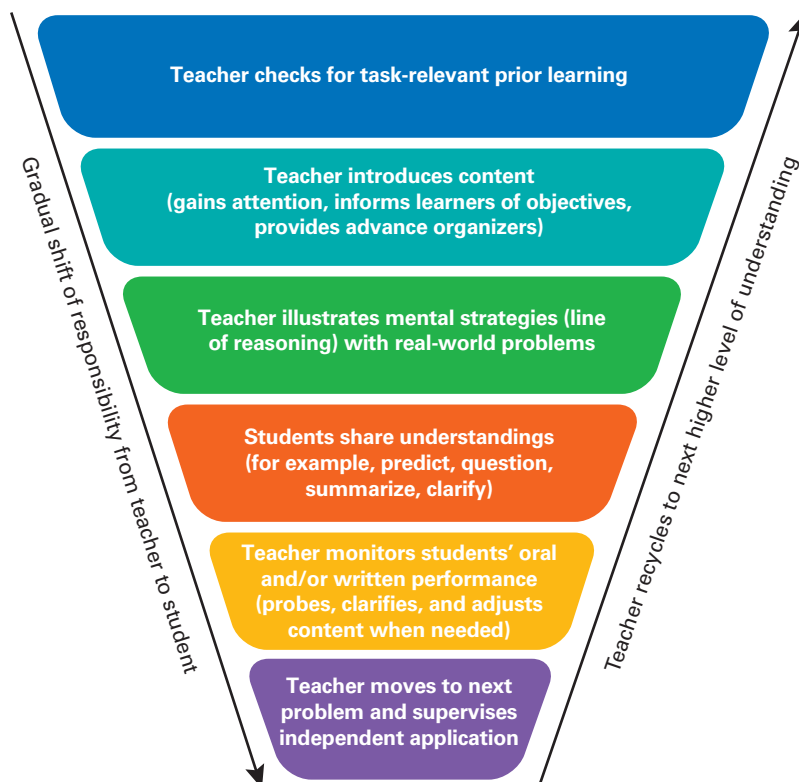 Teacher checks for task-relevant prior learning
Teacher introduces content
(gains attention, informs learners of objectives,
provides advance organizers)
Teacher illustrates mental strategies (line
of reasoning) with real-world problems
Students share understandings
(for example, predict, question,
summarize, clarify)
Teacher monitors students’ oral
and/or written performance
(probes, clarifies, and adjusts
content when needed)
Teacher moves to next
problem and supervises
independent application
Gradual shift of responsibility from teacher to student
Teacher recycles to next higher level of understanding